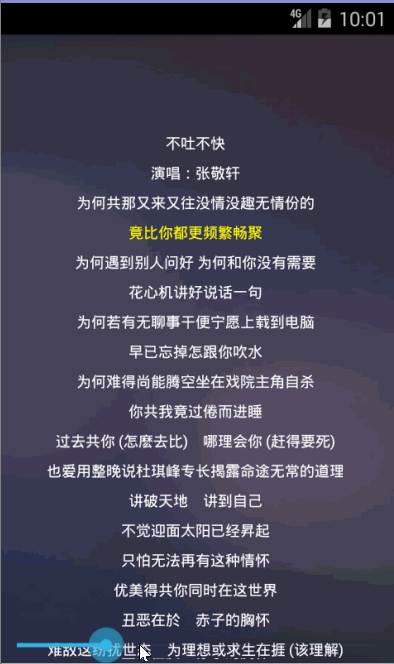 4G 10:01
不吐不快
演唱：张敬轩
为何共那又来又往没情没趣无情份的
竟比你都更频繁畅聚
为何遇到别人问好 为何和你没有需要
花心机讲好说话一句
为何若有无聊事干便宁愿上载到电脑
早已忘掉怎跟你吹水
为何难得尚能腾空坐在戏院主角自杀
你共我竟过倦而进睡
过去共你 (怎麽去比) 哪理会你 (赶得要死)
也爱用整晚说杜琪峰专长揭露命途无常的道理
讲破天地 讲到自己
不觉迎面太阳已经昇起
只怕无法再有这种情怀
优美得共你同时在这世界
丑恶在於 赤子的胸怀
难敌这纷扰世 为理想或求生在捱 (该理解)